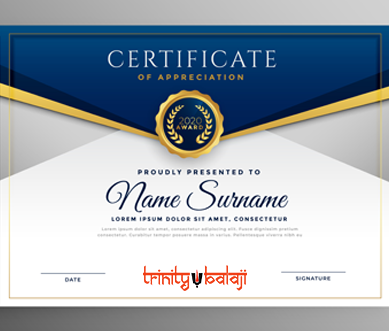 CERTIFICATE
OF APPRECIATION
2020
AWARD
PROUDLY PRESENTED TO
Name Surname
LOREM IPSUM DOLOR SIT AMET, CONSECTETUR
DATE
trinity balaji
SIGNATURE